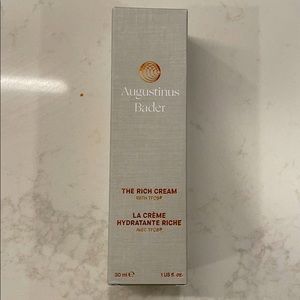 Augustinus
Bader
THE RICH CREAM
WITH TFC8®
LA CRÈME
HYDRATANTE RICHE
AVEC TFC8®
30 ml ℮
1 US fl. oz.